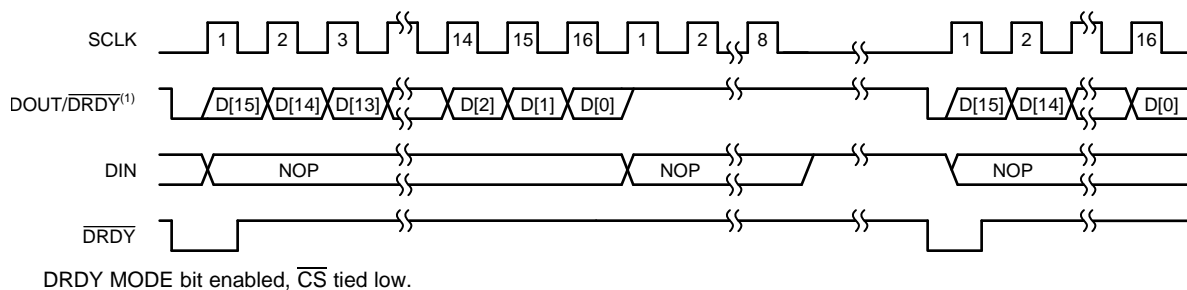 SCLK 1 2 3 14 15 16 1 2 8 1 2 16
DOUT/DRDY(1) D[15] D[14] D[13] D[2] D[1] D[0] D[15] D[14] D[0]
DIN NOP NOP NOP
DRDY
DRDY MODE bit enabled, CS tied low.